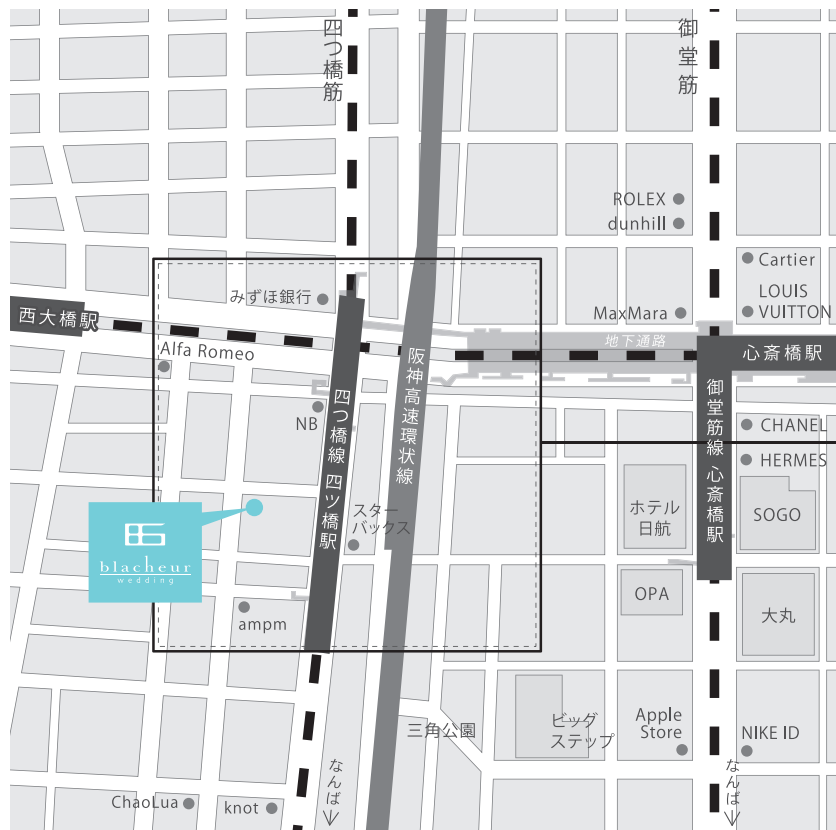 四つ橋筋
御堂筋
ROLEX
dunhill
Cartier
LOUIS
VUITTON
みずほ銀行
MaxMara
西大橋駅
地下通路
心斎橋駅
Alfa Romeo
阪神高速環状線
御堂筋線 心斎橋駅
四つ橋線 四ツ橋駅
NB
CHANEL
HERMES
スター
バックス
ホテル
日航
SOGO
blacheur
wedding
OPA
大丸
ampm
三角公園
ビッグ
ステップ
Apple
Store
NIKE ID
なんば
なんば
ChaoLua
knot